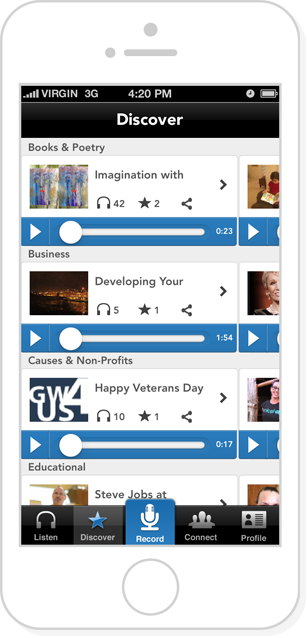 VIRGIN 3G 4:20 PM
Discover
Books & Poetry
Imagination with
42 2
0:23
Business
Developing Your
5 1
1:54
Causes & Non-Profits
GW4
US
Happy Veterans Day
10 1
0:17
Educational
Steve Jobs at
Listen Discover Record Connect Profile